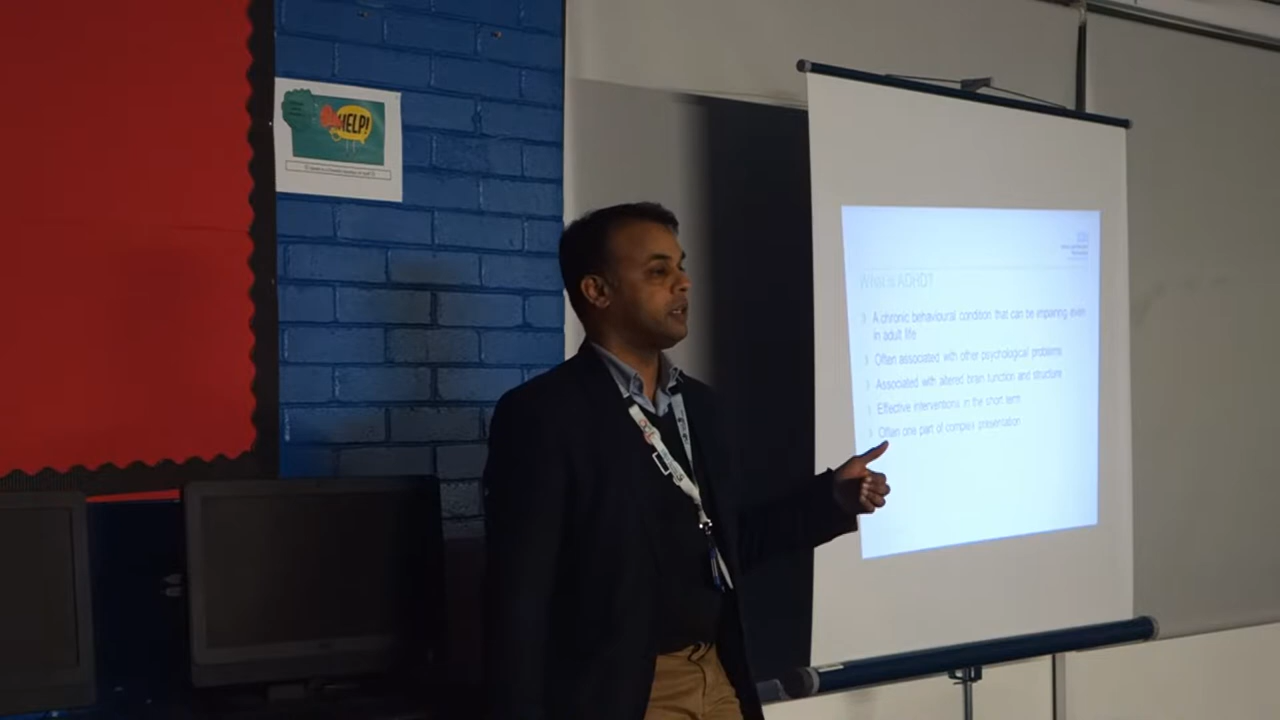 HELP!
What is ADHD?
A chronic behavioural condition that can be impairing even
in adult life
Often associated with other psychological problems
Associated with altered brain function and structure
Effective interventions in the short term
Often one part of complex presentation